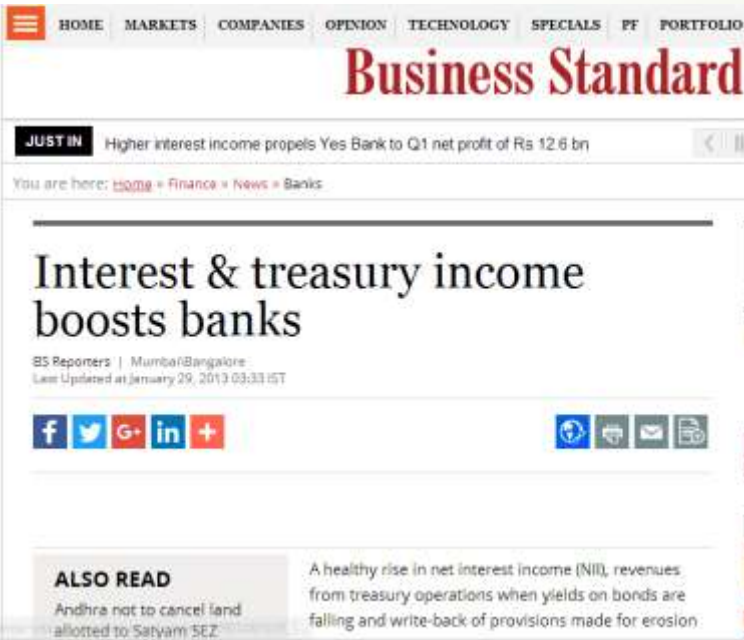 HOME MARKETS COMPANIES OPINION TECHNOLOGY SPECIALS PF PORTFOLIO
Business Standard
JUST IN Higher interest income propels Yes Bank to Q1 net profit of Rs 12.6 bn
You are here: Home » Finance » News » Banks
Interest & treasury income
boosts banks
BS Reporters | Mumbai/Bangalore
Last Updated at January 29, 2013 03:33 IST
f G+ in +
ALSO READ
Andhra not to cancel land
allotted to Satyam SEZ
A healthy rise in net interest income (NII), revenues
from treasury operations when yields on bonds are
falling and write-back of provisions made for erosion